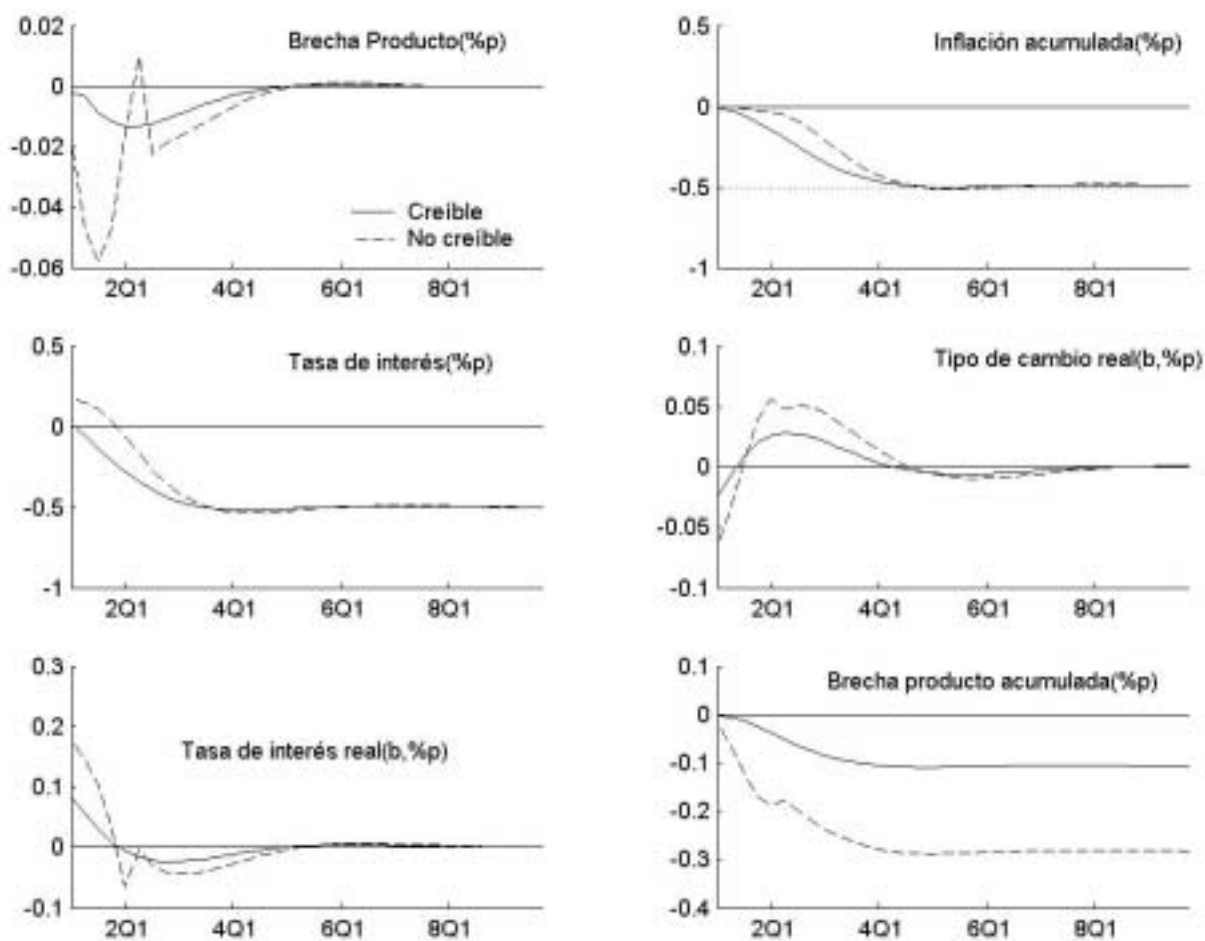 Brecha Producto(%p)
0.02
0
-0.02
-0.04
-0.06
Creíble
No creíble
2Q1 4Q1 6Q1 8Q1
Inflación acumulada(%p)
0.5
0
-0.5
-1
2Q1 4Q1 6Q1 8Q1
Tasa de interés(%p)
0.5
0
-0.5
-1
2Q1 4Q1 6Q1 8Q1
Tipo de cambio real(b,%p)
0.1
0.05
0
-0.05
-0.1
2Q1 4Q1 6Q1 8Q1
Tasa de interés real(b,%p)
0.3
0.2
0.1
0
-0.1
2Q1 4Q1 6Q1 8Q1
Brecha producto acumulada(%p)
0.1
0
-0.1
-0.2
-0.3
-0.4
2Q1 4Q1 6Q1 8Q1